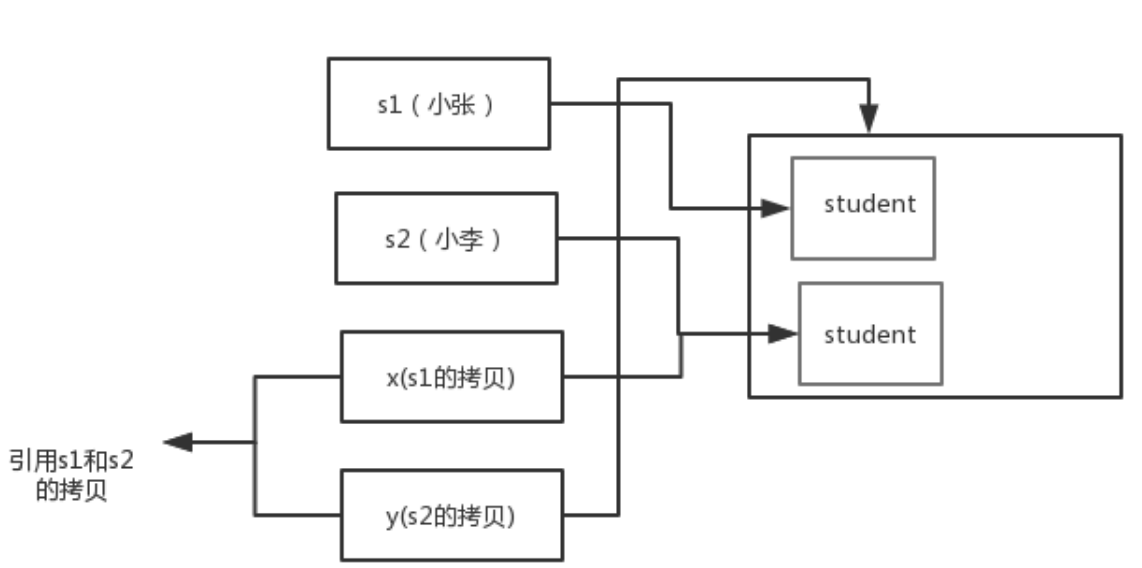 s1（小张）
student
s2（小李）
student
x(s1的拷贝)
引用s1和s2
的拷贝
y(s2的拷贝)